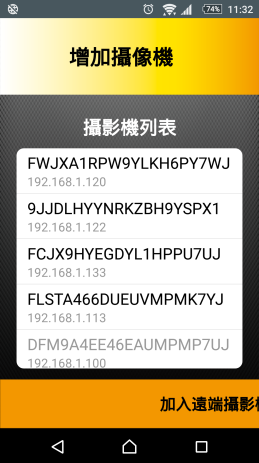 74% 11:32
增加攝像機
攝影機列表
FWJXA1RPW9YLKH6PY7WJ
192.168.1.120
9JJDLHYYNRKZBH9YSPX1
192.168.1.122
FCJX9HYEGDYL1HPPU7UJ
192.168.1.133
FLSTA466DUEUVMPMK7YJ
192.168.1.113
DFM9A4EE46EAUMPMP7UJ
192.168.1.100
加入遠端攝影